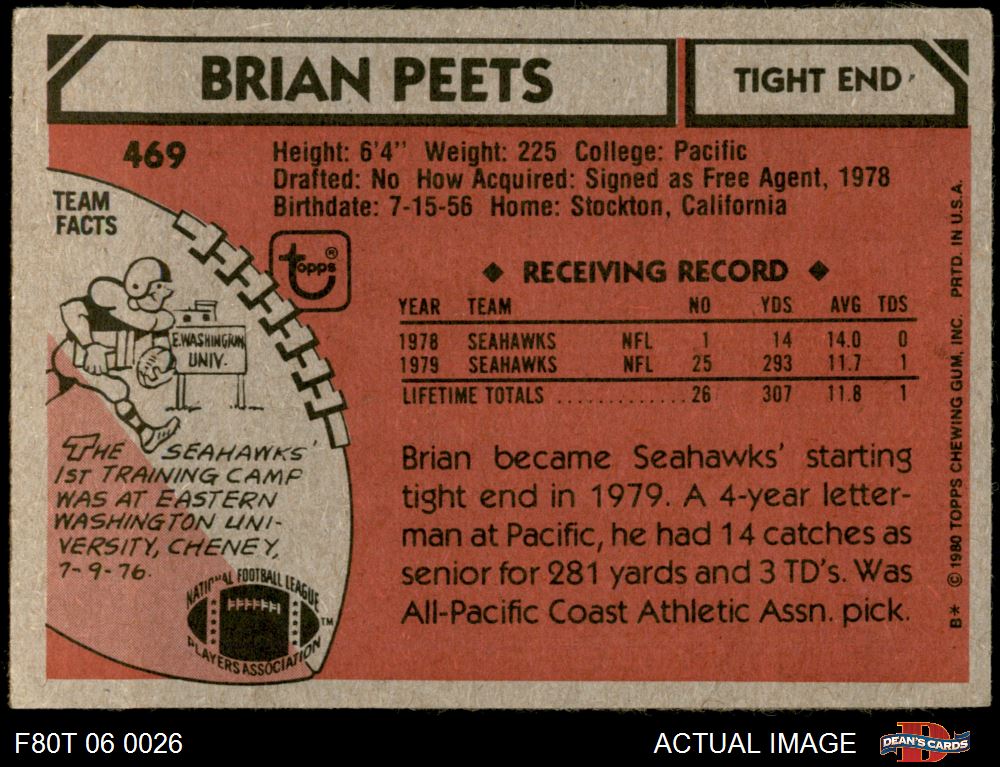 BRIAN PEETS
TIGHT END
469
Height: 6'4" Weight: 225 College: Pacific
Drafted: No How Acquired: Signed as Free Agent, 1978
Birthdate: 7-15-56 Home: Stockton, California
TEAM
FACTS
topps®
E.WASHINGTON
UNIV.
THE SEAHAWKS'
1ST TRAINING CAMP
WAS AT EASTERN
WASHINGTON UNI-
VERSITY, CHENEY,
7-9-76.
NATIONAL FOOTBALL LEAGUE
PLAYERS ASSOCIATION
TM
◆ RECEIVING RECORD ◆
YEAR TEAM NO YDS AVG TDS
1978 SEAHAWKS NFL 1 14 14.0 0
1979 SEAHAWKS NFL 25 293 11.7 1
LIFETIME TOTALS ............ 26 307 11.8 1
Brian became Seahawks' starting
tight end in 1979. A 4-year letter-
man at Pacific, he had 14 catches as
senior for 281 yards and 3 TD's. Was
All-Pacific Coast Athletic Assn. pick.
B* © 1980 TOPPS CHEWING GUM, INC. PRTD. IN U.S.A.
F80T 06 0026
ACTUAL IMAGE
D
DEAN'S CARDS